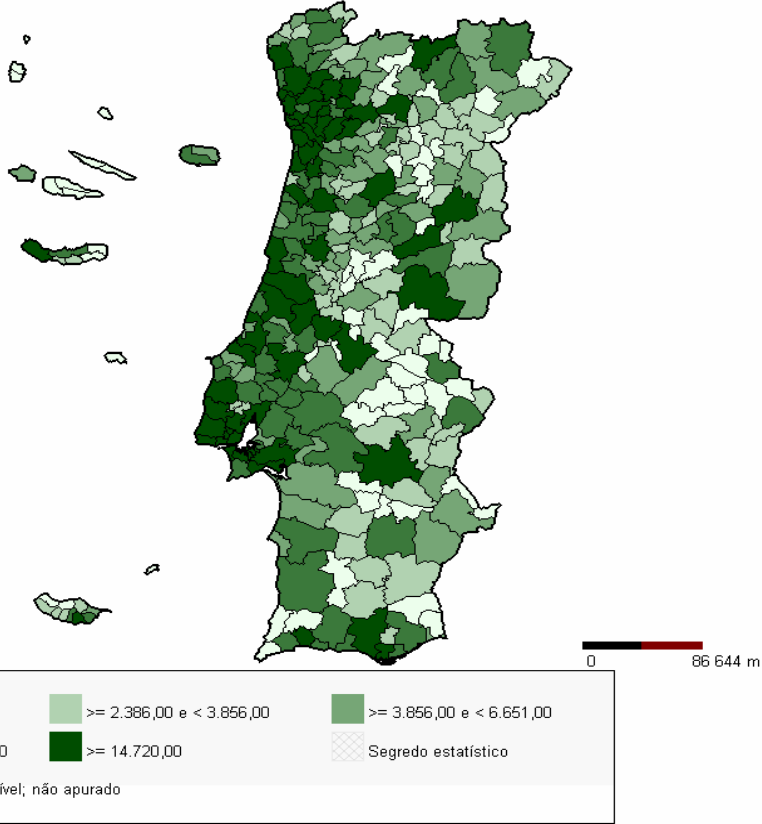 0 86 644 m
>= 2.386,00 e < 3.856,00 >= 3.856,00 e < 6.651,00
0 >= 14.720,00 Segredo estatístico
ível; não apurado